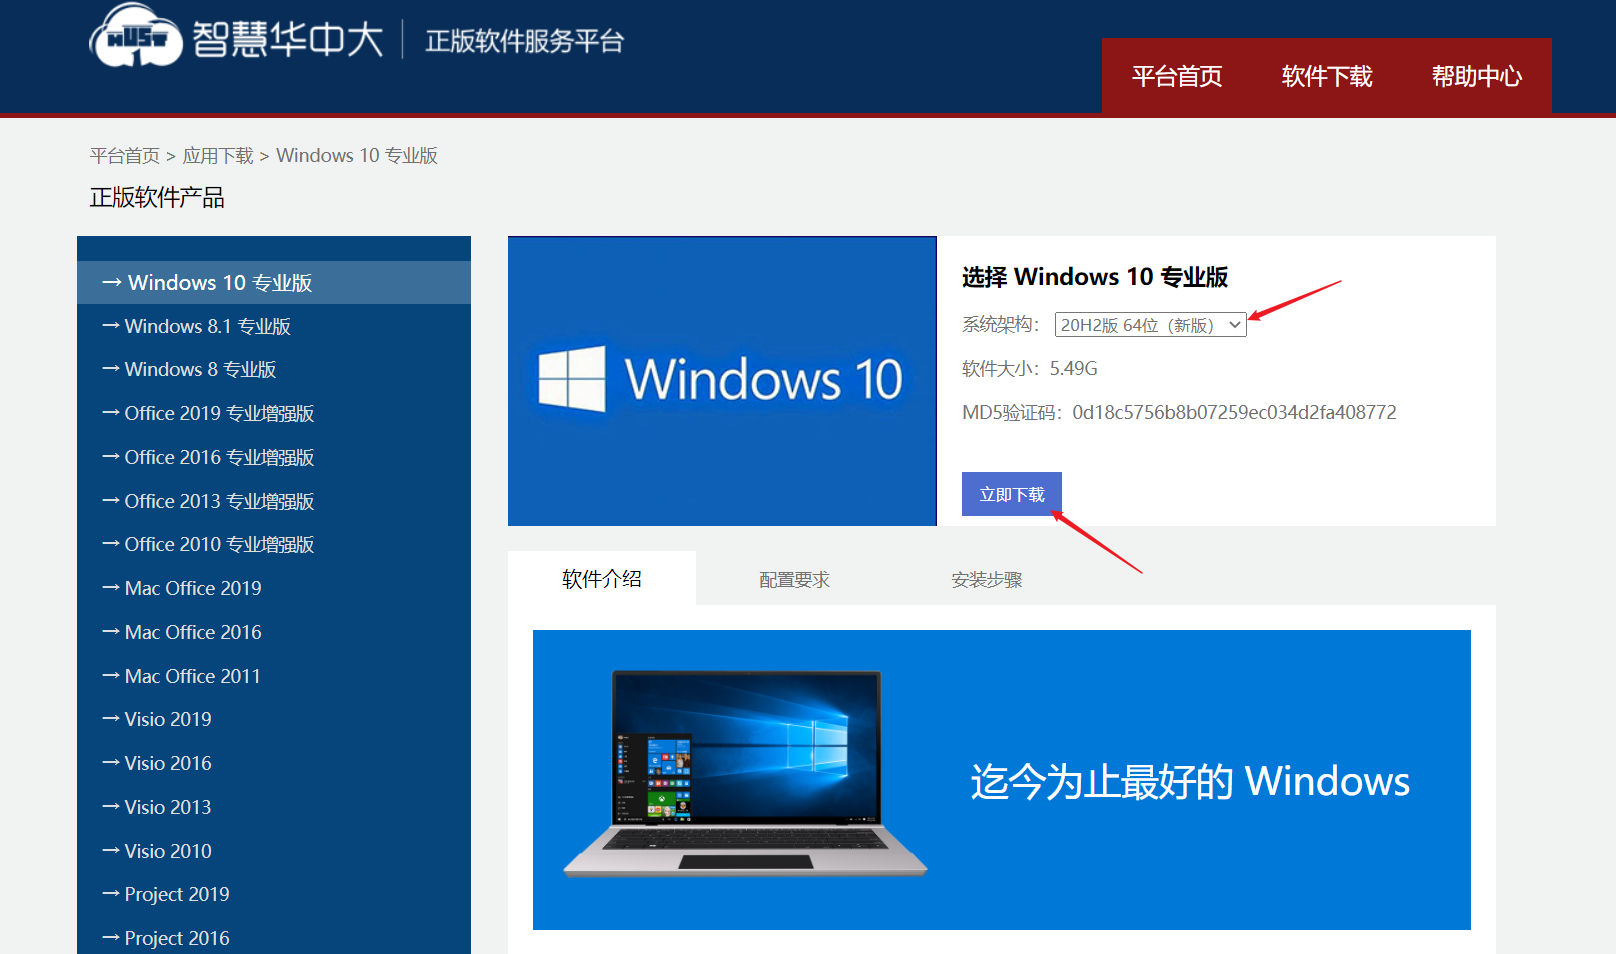 HUST
智慧华中大
正版软件服务平台
平台首页
软件下载
帮助中心
平台首页 > 应用下载 > Windows 10 专业版
正版软件产品
→ Windows 10 专业版
→ Windows 8.1 专业版
→ Windows 8 专业版
→ Office 2019 专业增强版
→ Office 2016 专业增强版
→ Office 2013 专业增强版
→ Office 2010 专业增强版
→ Mac Office 2019
→ Mac Office 2016
→ Mac Office 2011
→ Visio 2019
→ Visio 2016
→ Visio 2013
→ Visio 2010
→ Project 2019
→ Project 2016
Windows 10
选择 Windows 10 专业版
系统架构： 20H2版 64位（新版）
软件大小：5.49G
MD5验证码：0d18c5756b8b07259ec034d2fa408772
立即下载
软件介绍
配置要求
安装步骤
迄今为止最好的 Windows